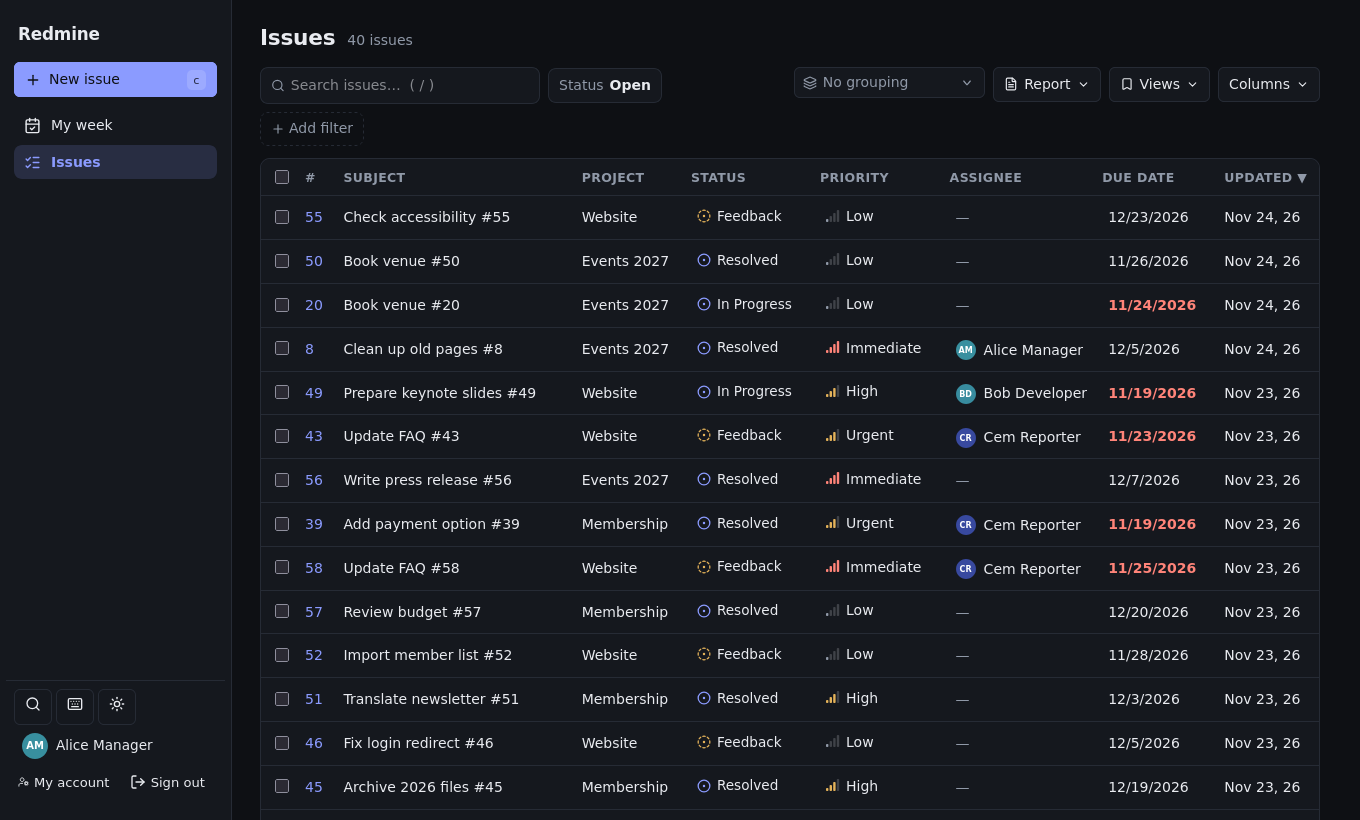 Redmine
New issue c
My week
Issues
AM Alice Manager
My account Sign out
Issues 40 issues
Search issues… ( / ) Status Open No grouping Report Views Columns
Add filter
# SUBJECT PROJECT STATUS PRIORITY ASSIGNEE DUE DATE UPDATED ▼
55 Check accessibility #55 Website Feedback Low — 12/23/2026 Nov 24, 26
50 Book venue #50 Events 2027 Resolved Low — 11/26/2026 Nov 24, 26
20 Book venue #20 Events 2027 In Progress Low — 11/24/2026 Nov 24, 26
8 Clean up old pages #8 Events 2027 Resolved Immediate AM Alice Manager 12/5/2026 Nov 24, 26
49 Prepare keynote slides #49 Website In Progress High BD Bob Developer 11/19/2026 Nov 23, 26
43 Update FAQ #43 Website Feedback Urgent CR Cem Reporter 11/23/2026 Nov 23, 26
56 Write press release #56 Events 2027 Resolved Immediate — 12/7/2026 Nov 23, 26
39 Add payment option #39 Membership Resolved Urgent CR Cem Reporter 11/19/2026 Nov 23, 26
58 Update FAQ #58 Website Feedback Immediate CR Cem Reporter 11/25/2026 Nov 23, 26
57 Review budget #57 Membership Resolved Low — 12/20/2026 Nov 23, 26
52 Import member list #52 Website Feedback Low — 11/28/2026 Nov 23, 26
51 Translate newsletter #51 Membership Resolved High — 12/3/2026 Nov 23, 26
46 Fix login redirect #46 Website Feedback Low — 12/5/2026 Nov 23, 26
45 Archive 2026 files #45 Membership Resolved High — 12/19/2026 Nov 23, 26